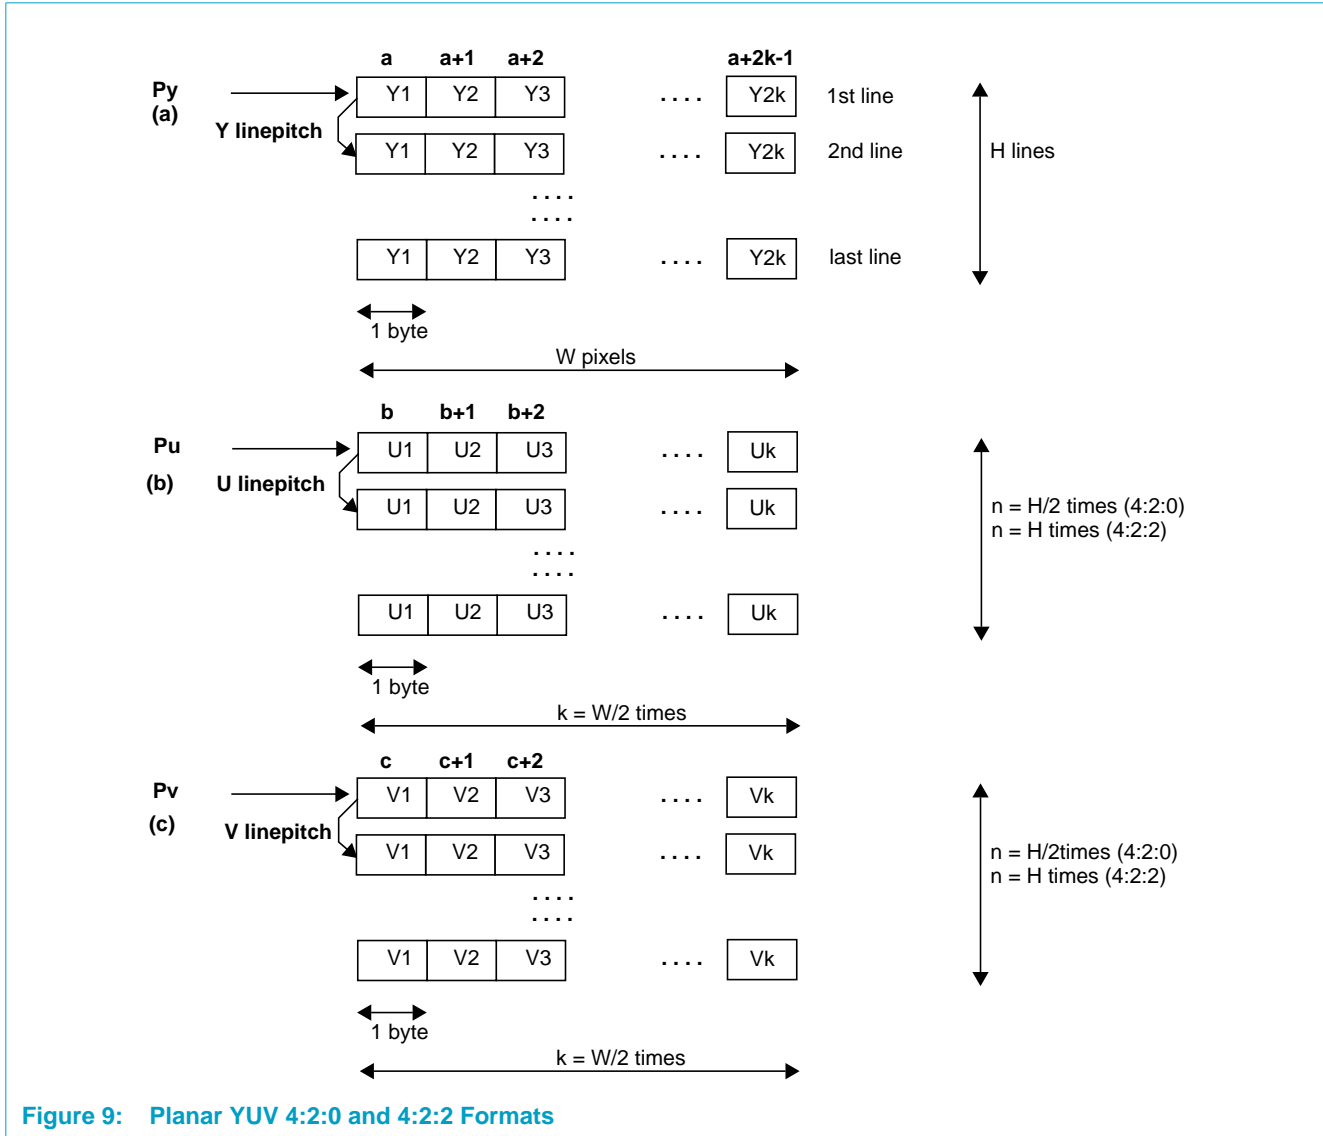 a a+1 a+2 a+2k-1
Py Y1 Y2 Y3 .... Y2k 1st line
(a)
Y linepitch
Y1 Y2 Y3 .... Y2k 2nd line H lines
....
....
Y1 Y2 Y3 .... Y2k last line
1 byte
W pixels
b b+1 b+2
Pu U1 U2 U3 .... Uk
(b) U linepitch
U1 U2 U3 .... Uk n = H/2 times (4:2:0)
n = H times (4:2:2)
....
....
U1 U2 U3 .... Uk
1 byte
k = W/2 times
c c+1 c+2
Pv V1 V2 V3 .... Vk
(c) V linepitch
V1 V2 V3 .... Vk n = H/2times (4:2:0)
n = H times (4:2:2)
....
....
V1 V2 V3 .... Vk
1 byte
k = W/2 times
Figure 9: Planar YUV 4:2:0 and 4:2:2 Formats